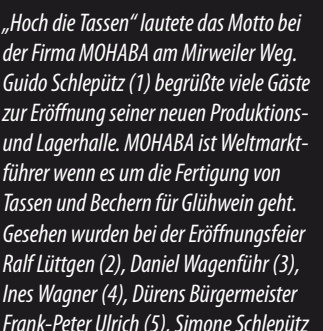 „Hoch die Tassen“ lautete das Motto bei
der Firma MOHABA am Mirweiler Weg.
Guido Schlepütz (1) begrüßte viele Gäste
zur Eröffnung seiner neuen Produktions-
und Lagerhalle. MOHABA ist Weltmarkt-
führer wenn es um die Fertigung von
Tassen und Bechern für Glühwein geht.
Gesehen wurden bei der Eröffnungsfeier
Ralf Lüttgen (2), Daniel Wagenführ (3),
Ines Wagner (4), Dürens Bürgermeister
Frank-Peter Ulrich (5), Simone Schlepütz